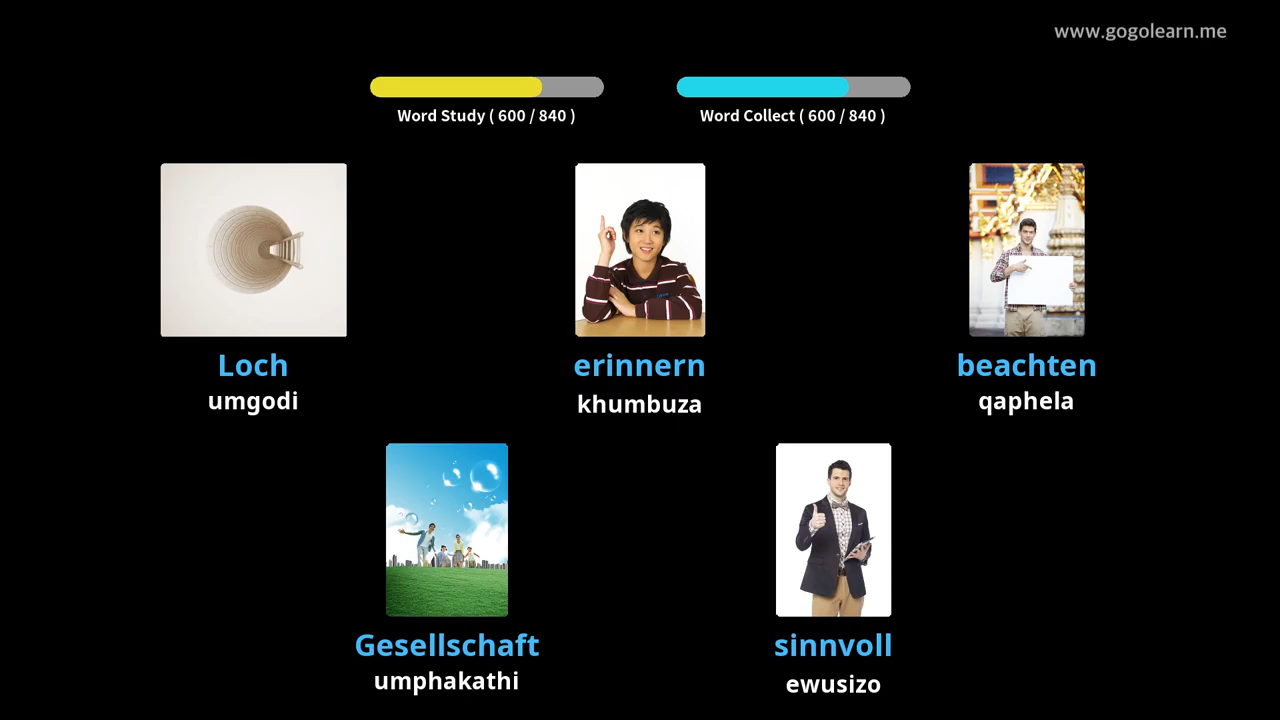 www.gogolearn.me
Word Study ( 600 / 840 )
Word Collect ( 600 / 840 )
Loch
umgodi
erinnern
khumbuza
beachten
qaphela
Gesellschaft
umphakathi
sinnvoll
ewusizo